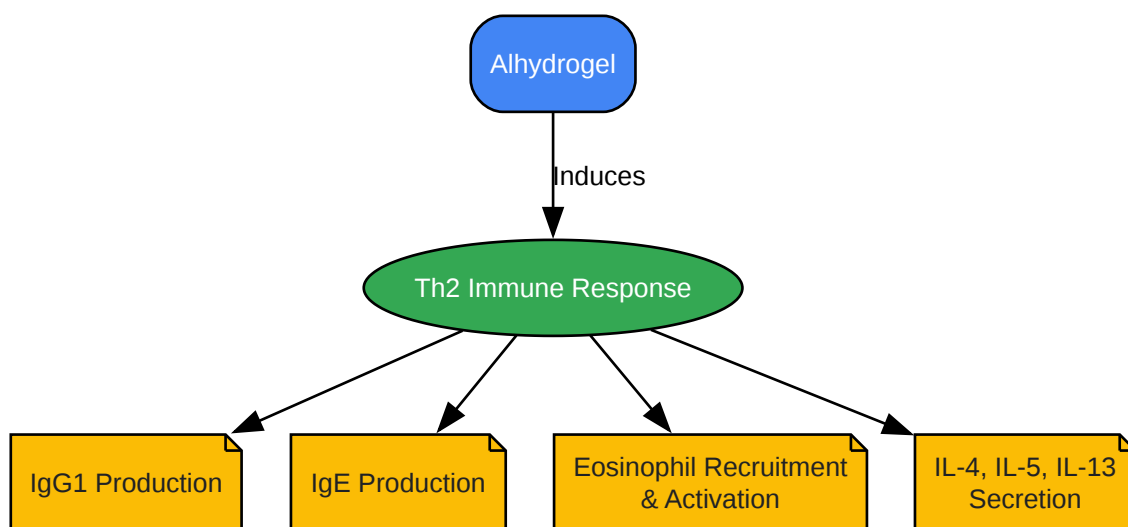 Alhydrogel
Induces
Th2 Immune Response
IgG1 Production
IgE Production
Eosinophil Recruitment
& Activation
IL-4, IL-5, IL-13
Secretion